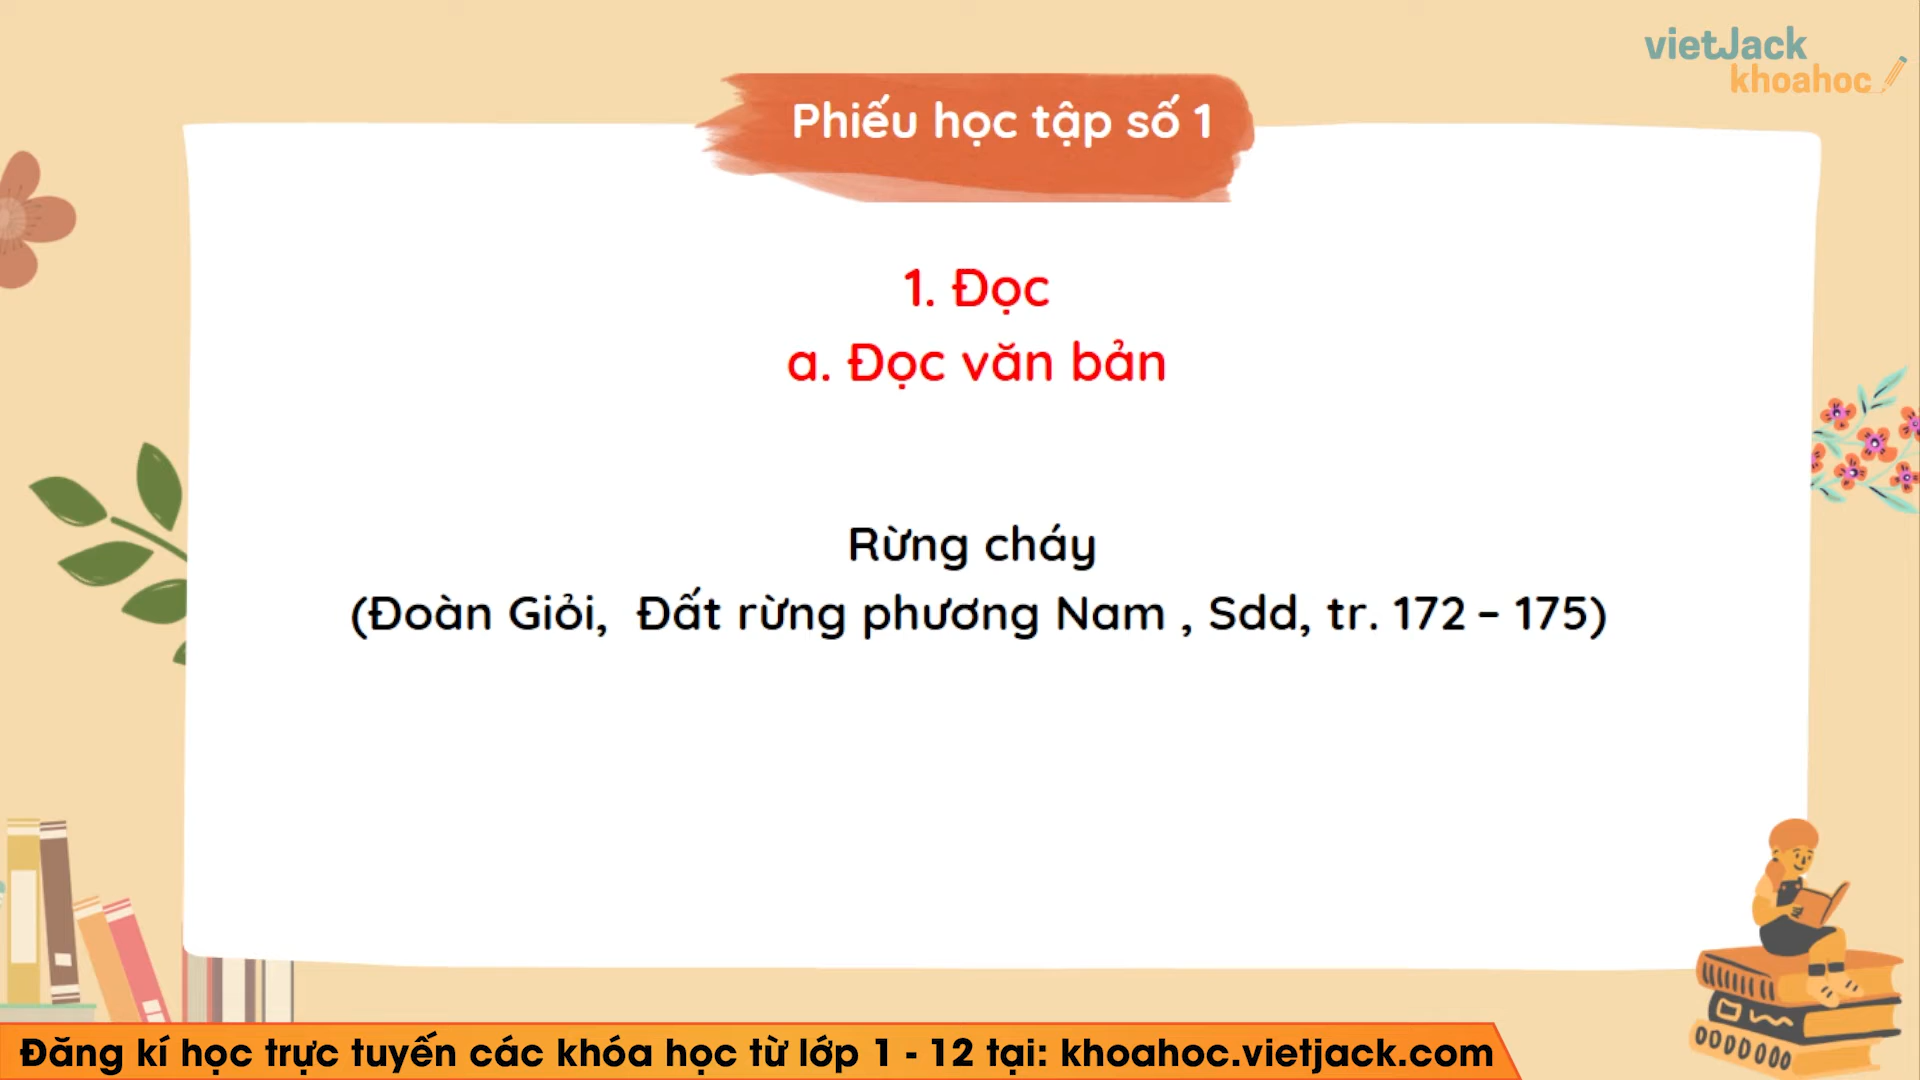 vietJack
khoahoc
Phiếu học tập số 1
1. Đọc
a. Đọc văn bản
Rừng cháy
(Đoàn Giỏi, Đất rừng phương Nam , Sdd, tr. 172 – 175)
Đăng kí học trực tuyến các khóa học từ lớp 1 - 12 tại: khoahoc.vietjack.com